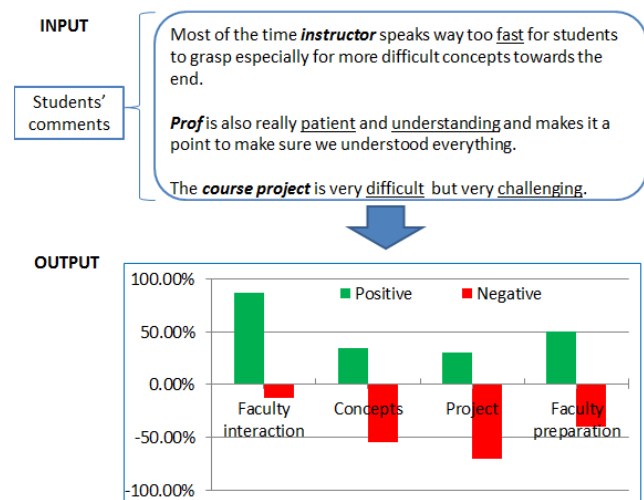 INPUT
Most of the time instructor speaks way too fast for students
to grasp especially for more difficult concepts towards the
end.
Students'
comments
Prof is also really patient and understanding and makes it a
point to make sure we understood everything.
The course project is very difficult but very challenging.
OUTPUT
100.00%
Positive
Negative
50.00%
0.00%
Faculty
interaction
Concepts
Project
Faculty
preparation
-50.00%
-100.00%